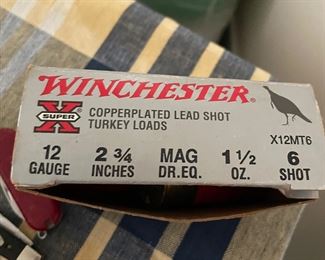 WINCHESTER
SUPER X
COPPERPLATED LEAD SHOT
TURKEY LOADS
X12MT6
12 2 ¾ MAG 1 ½ 6
GAUGE INCHES DR.EQ. OZ. SHOT